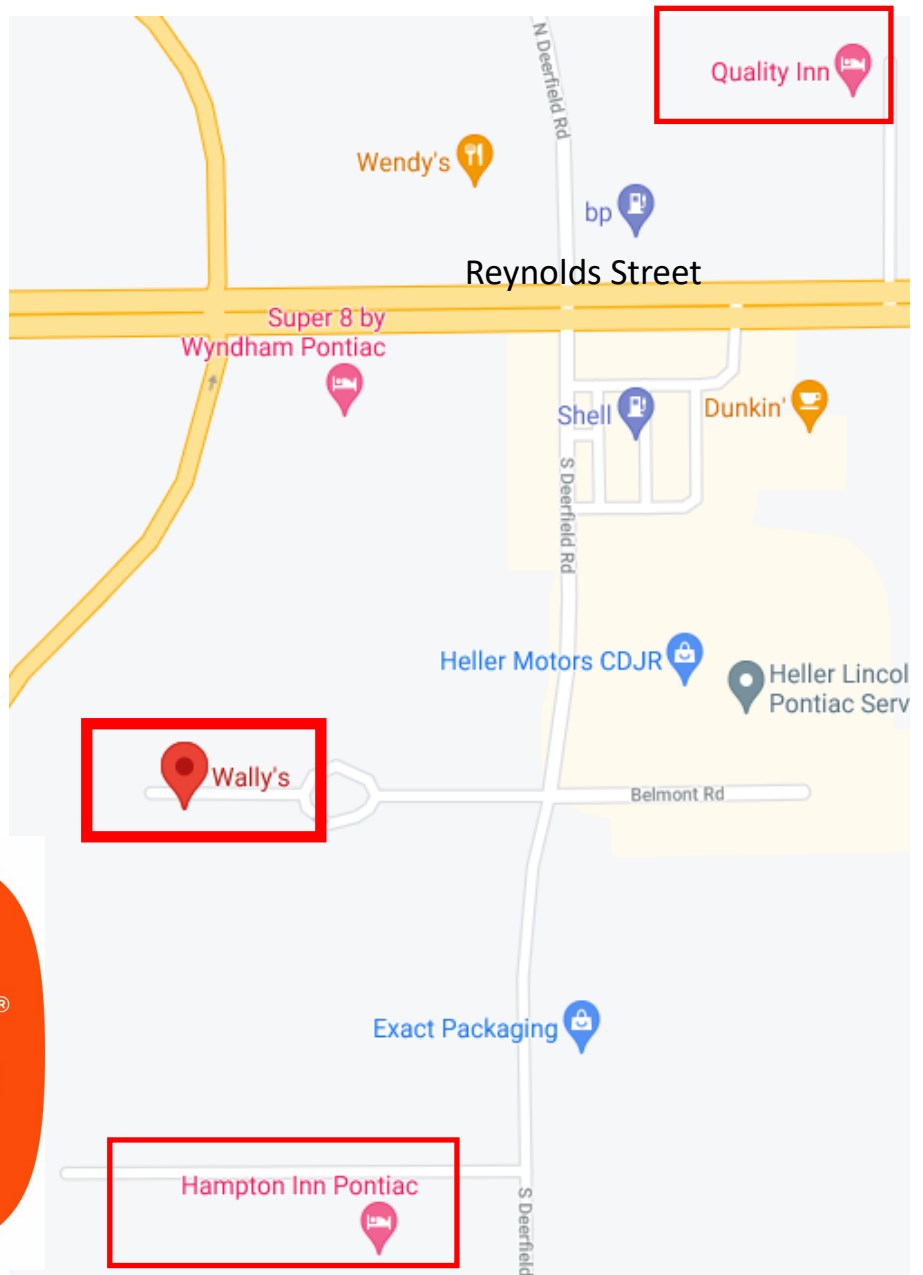 N Deerfield Rd
Quality Inn
Wendy's
bp
Reynolds Street
Super 8 by
Wyndham Pontiac
Shell
Dunkin'
S Deerfield Rd
Heller Motors CDJR
Heller Lincol
Pontiac Serv
Wally's
Belmont Rd
®
Exact Packaging
Hampton Inn Pontiac
S Deerfield